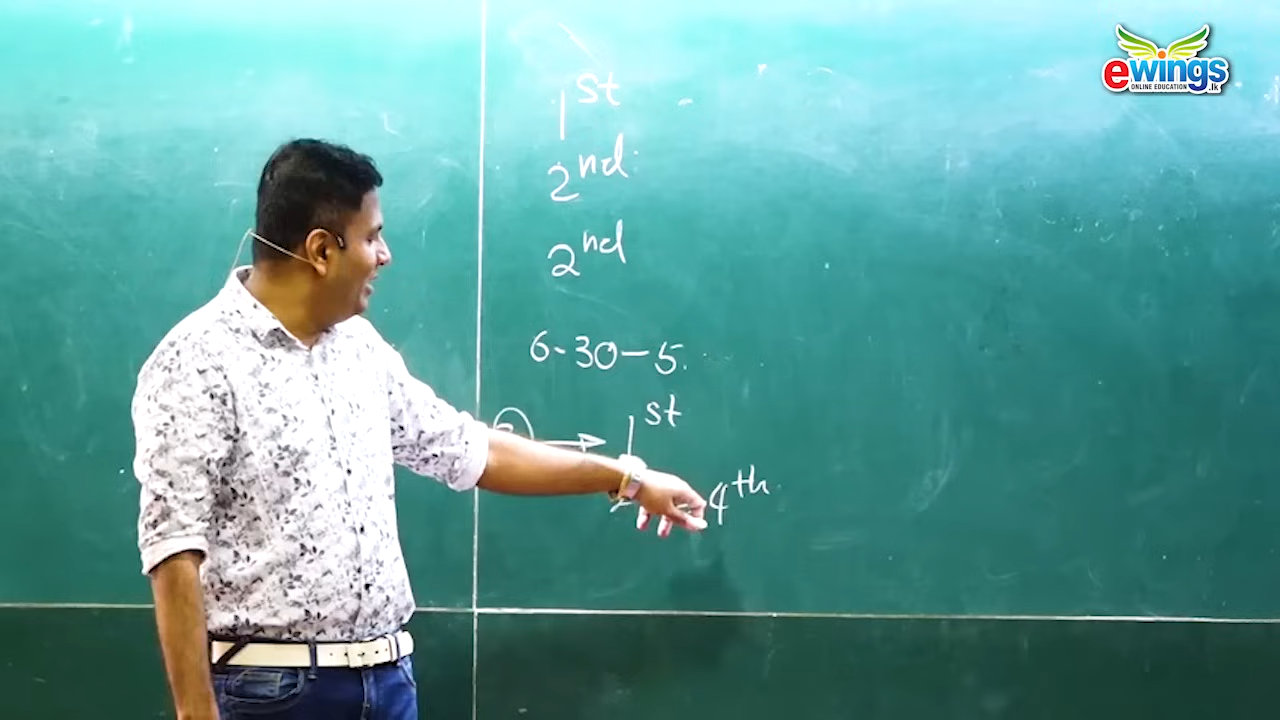 ewings.lk
ONLINE EDUCATION
1st
2nd
2nd
6.30-5.
1st
4th